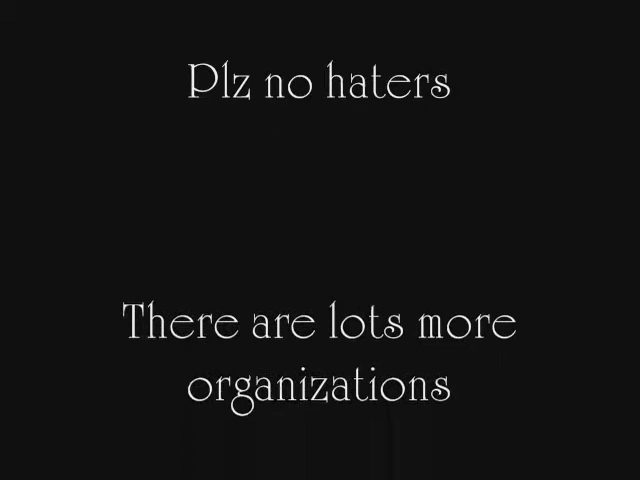 Plz no haters
There are lots more
organizations